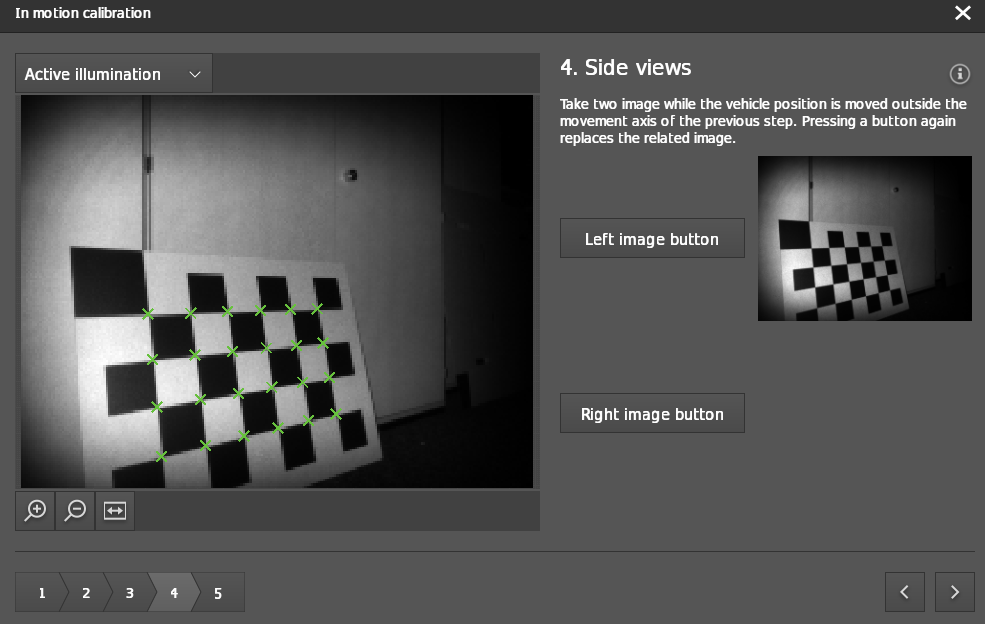 In motion calibration
Active illumination
4. Side views
Take two image while the vehicle position is moved outside the
movement axis of the previous step. Pressing a button again
replaces the related image.
Left image button
Right image button
1 2 3 4 5